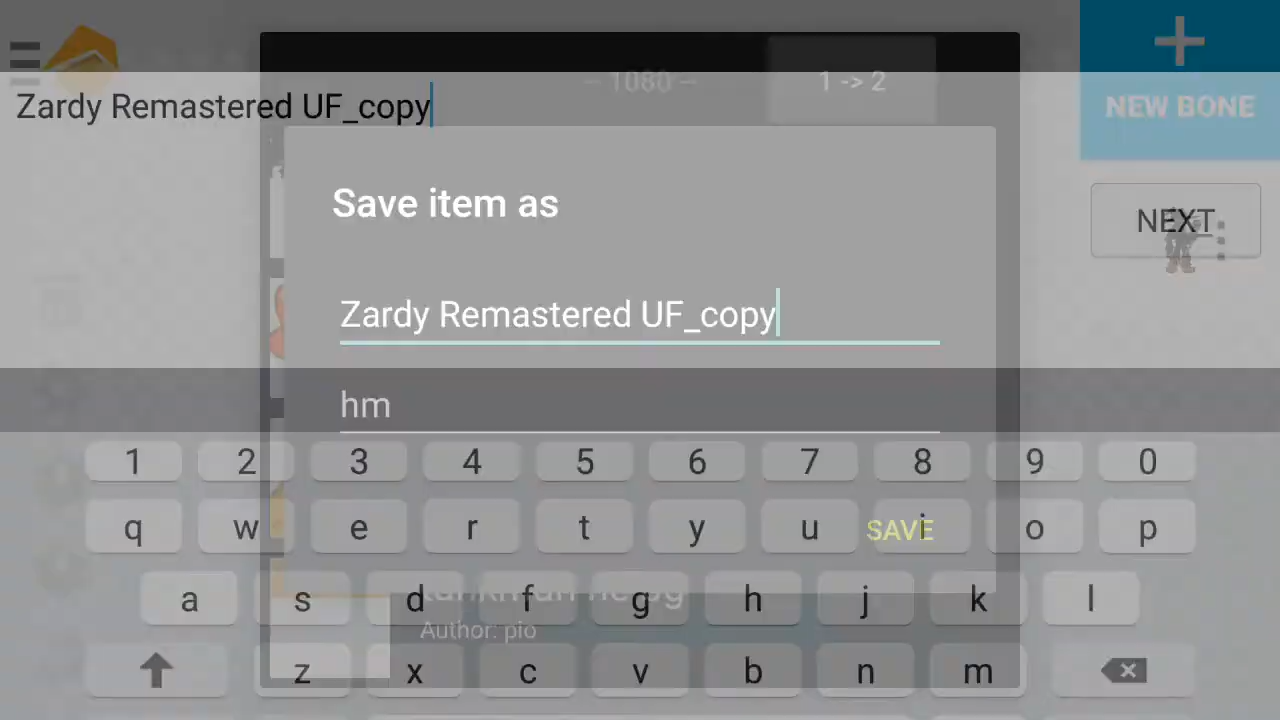 — 1080 —
1 -> 2
NEW BONE
Zardy Remastered UF_copy
Save item as
NEXT
Zardy Remastered UF_copy
hm
1 2 3 4 5 6 7 8 9 0
q w e r t y u i o p
SAVE
a s d f g h j k l
Author: pio
z x c v b n m